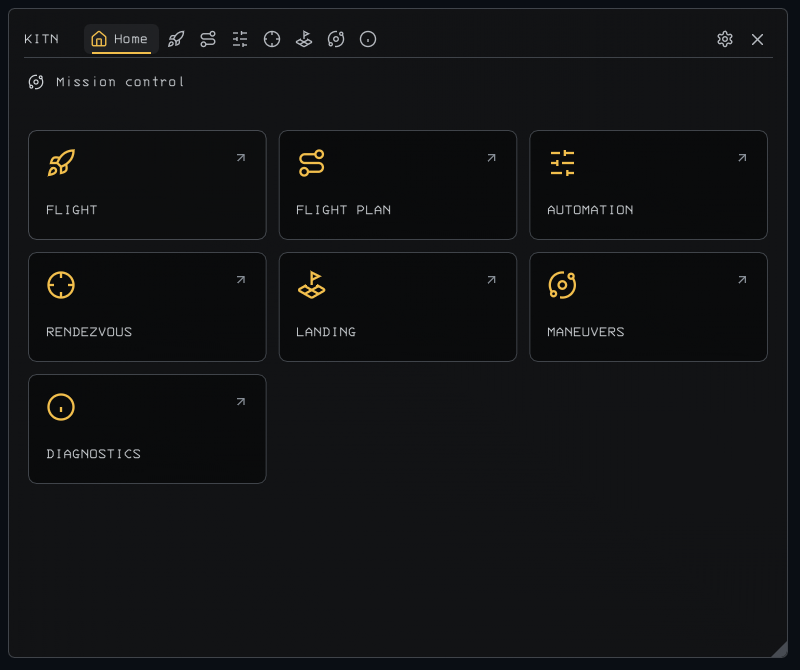 KITN Home
Mission control
FLIGHT FLIGHT PLAN AUTOMATION
RENDEZVOUS LANDING MANEUVERS
DIAGNOSTICS